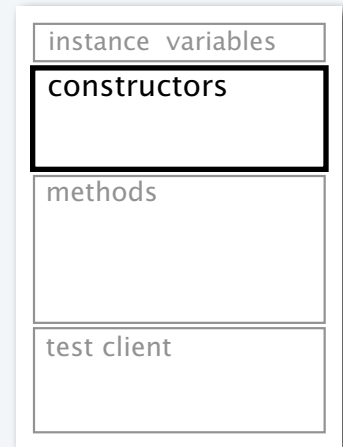 instance variables
constructors
methods
test client